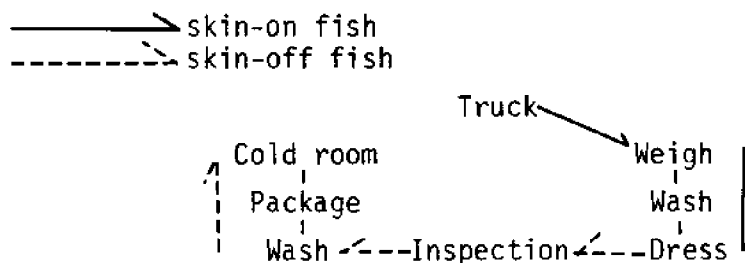 skin-on fish
skin-off fish
Truck
Cold room Weigh
Package Wash
Wash Inspection Dress